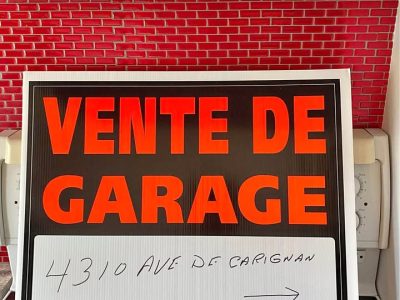 VENTE DE
GARAGE
4310 AVE DE CARIGNAN
→